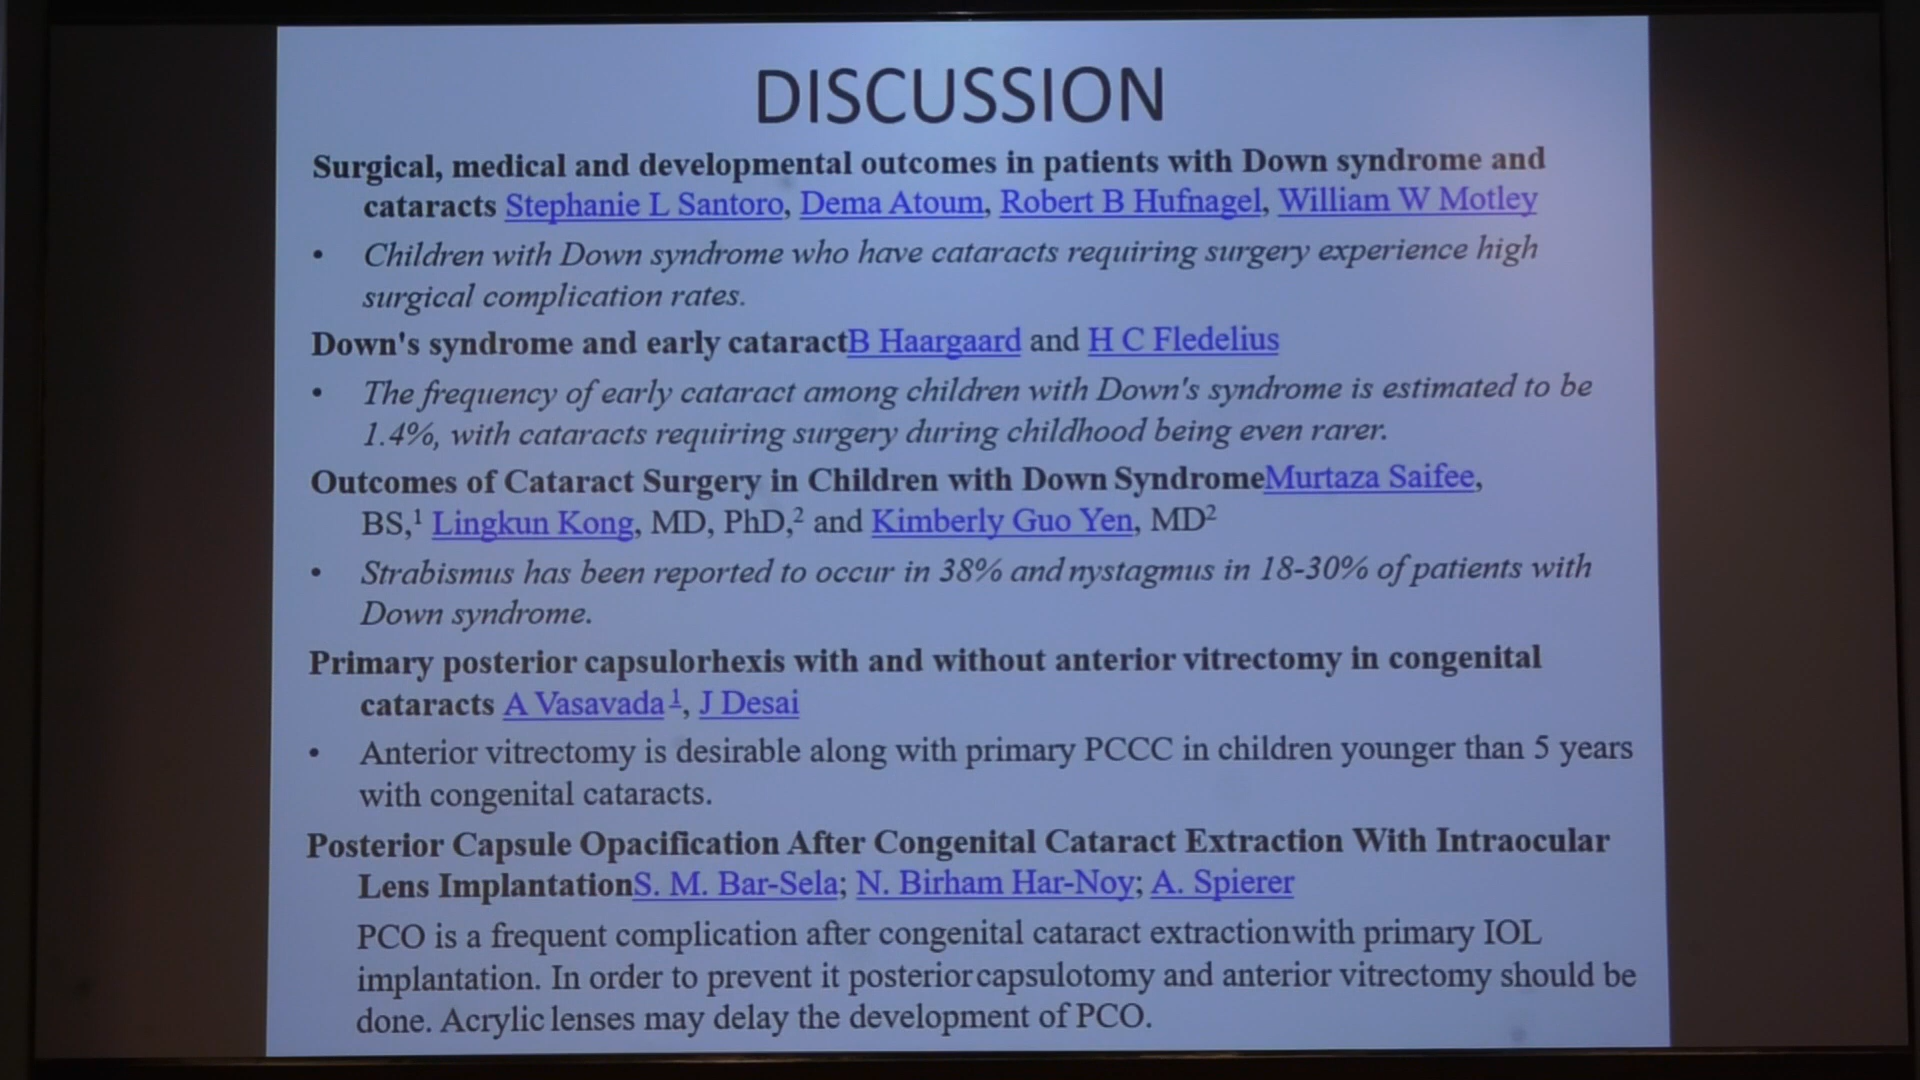 DISCUSSION
Surgical, medical and developmental outcomes in patients with Down syndrome and
cataracts Stephanie L Santoro, Dema Atoum, Robert B Hufnagel, William W Motley
• Children with Down syndrome who have cataracts requiring surgery experience high
surgical complication rates.
Down's syndrome and early cataractB Haargaard and H C Fledelius
• The frequency of early cataract among children with Down's syndrome is estimated to be
1.4%, with cataracts requiring surgery during childhood being even rarer.
Outcomes of Cataract Surgery in Children with Down SyndromeMurtaza Saifee,
BS,¹ Lingkun Kong, MD, PhD,² and Kimberly Guo Yen, MD²
• Strabismus has been reported to occur in 38% and nystagmus in 18-30% of patients with
Down syndrome.
Primary posterior capsulorhexis with and without anterior vitrectomy in congenital
cataracts A Vasavada ¹, J Desai
• Anterior vitrectomy is desirable along with primary PCCC in children younger than 5 years
with congenital cataracts.
Posterior Capsule Opacification After Congenital Cataract Extraction With Intraocular
Lens ImplantationS. M. Bar-Sela; N. Birham Har-Noy; A. Spierer
PCO is a frequent complication after congenital cataract extraction with primary IOL
implantation. In order to prevent it posterior capsulotomy and anterior vitrectomy should be
done. Acrylic lenses may delay the development of PCO.